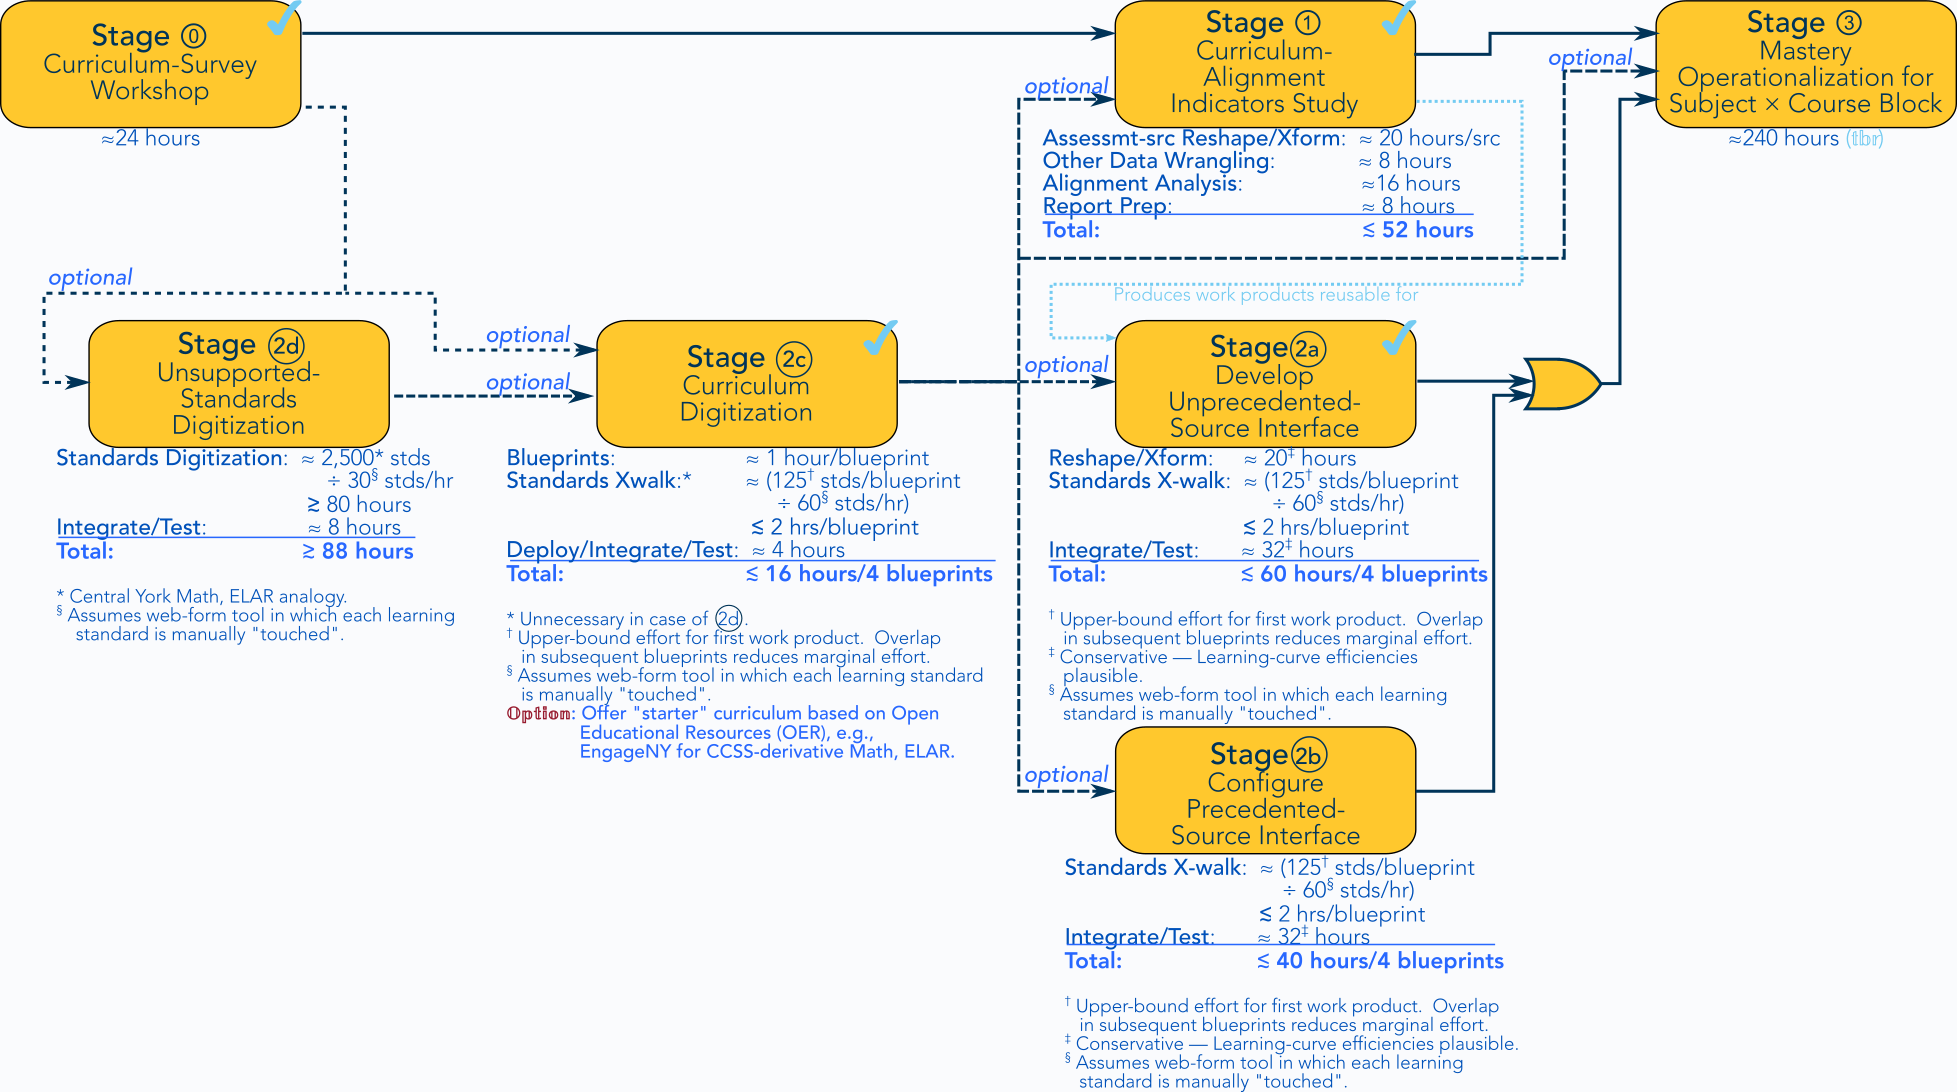 Stage 0
Curriculum-Survey
Workshop
≈24 hours
optional
Stage 1
Curriculum-
Alignment
Indicators Study
Assessmt-src Reshape/Xform: ≈ 20 hours/src
Other Data Wrangling: ≈ 8 hours
Alignment Analysis: ≈16 hours
Report Prep: ≈ 8 hours
Total: ≲ 52 hours
optional
Stage 3
Mastery
Operationalization for
Subject × Course Block
≈240 hours (tbr)
Produces work products reusable for
optional
Stage 2d
Unsupported-
Standards
Digitization
Standards Digitization: ≈ 2,500* stds
÷ 30§ stds/hr
≳ 80 hours
Integrate/Test: ≈ 8 hours
Total: ≳ 88 hours
* Central York Math, ELAR analogy.
§ Assumes web-form tool in which each learning
standard is manually "touched".
optional
optional
Stage 2c
Curriculum
Digitization
Blueprints: ≈ 1 hour/blueprint
Standards Xwalk:* ≈ (125† stds/blueprint
÷ 60§ stds/hr)
≲ 2 hrs/blueprint
Deploy/Integrate/Test: ≈ 4 hours
Total: ≲ 16 hours/4 blueprints
* Unnecessary in case of 2d.
† Upper-bound effort for first work product. Overlap
in subsequent blueprints reduces marginal effort.
§ Assumes web-form tool in which each learning standard
is manually "touched".
Option: Offer "starter" curriculum based on Open
Educational Resources (OER), e.g.,
EngageNY for CCSS-derivative Math, ELAR.
optional
Stage 2a
Develop
Unprecedented-
Source Interface
Reshape/Xform: ≈ 20‡ hours
Standards X-walk: ≈ (125† stds/blueprint
÷ 60§ stds/hr)
≲ 2 hrs/blueprint
Integrate/Test: ≈ 32‡ hours
Total: ≲ 60 hours/4 blueprints
† Upper-bound effort for first work product. Overlap
in subsequent blueprints reduces marginal effort.
‡ Conservative — Learning-curve efficiencies
plausible.
§ Assumes web-form tool in which each learning
standard is manually "touched".
optional
Stage 2b
Configure
Precedented-
Source Interface
Standards X-walk: ≈ (125† stds/blueprint
÷ 60§ stds/hr)
≲ 2 hrs/blueprint
Integrate/Test: ≈ 32‡ hours
Total: ≲ 40 hours/4 blueprints
† Upper-bound effort for first work product. Overlap
in subsequent blueprints reduces marginal effort.
‡ Conservative — Learning-curve efficiencies plausible.
§ Assumes web-form tool in which each learning
standard is manually "touched".